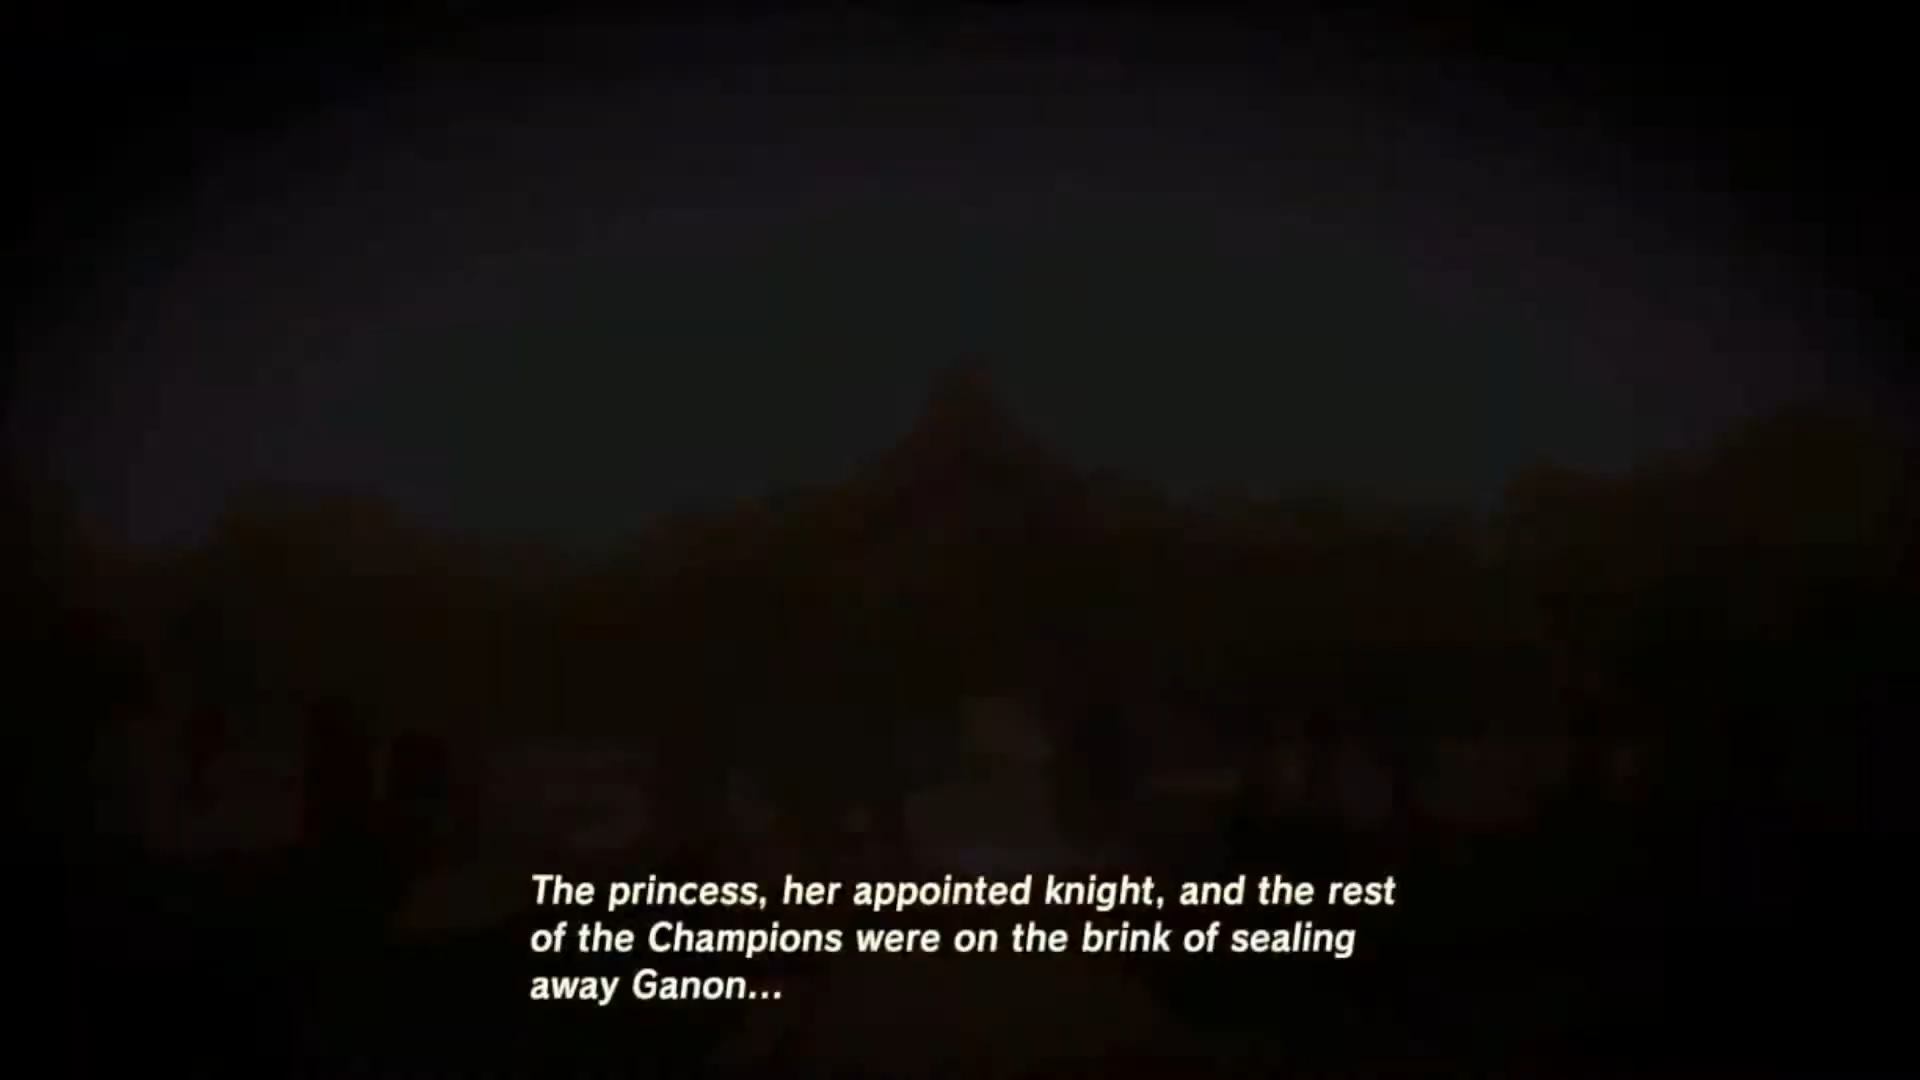 The princess, her appointed knight, and the rest
of the Champions were on the brink of sealing
away Ganon...